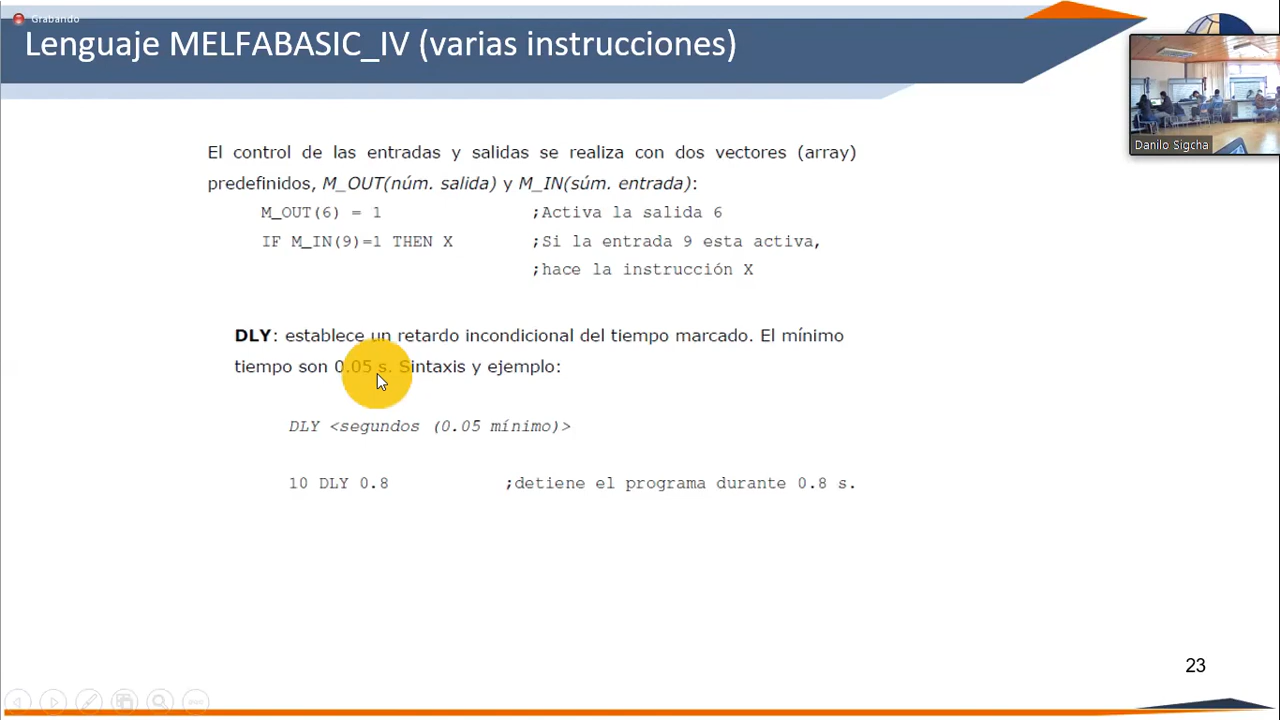 Grabando
Lenguaje MELFABASIC_IV (varias instrucciones)
Danilo Sigcha
El control de las entradas y salidas se realiza con dos vectores (array)
predefinidos, M_OUT(núm. salida) y M_IN(súm. entrada):
M_OUT(6) = 1 ;Activa la salida 6
IF M_IN(9)=1 THEN X ;Si la entrada 9 esta activa,
;hace la instrucción X
DLY: establece un retardo incondicional del tiempo marcado. El mínimo
tiempo son 0.05 s. Sintaxis y ejemplo:
DLY <segundos (0.05 mínimo)>
10 DLY 0.8 ;detiene el programa durante 0.8 s.
23